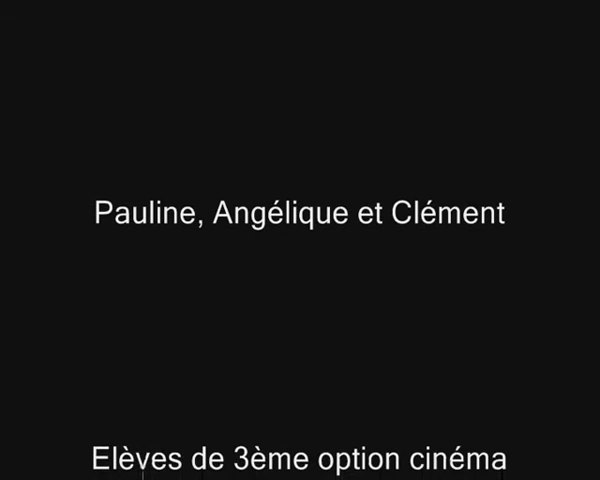 Pauline, Angélique et Clément
Elèves de 3ème option cinéma